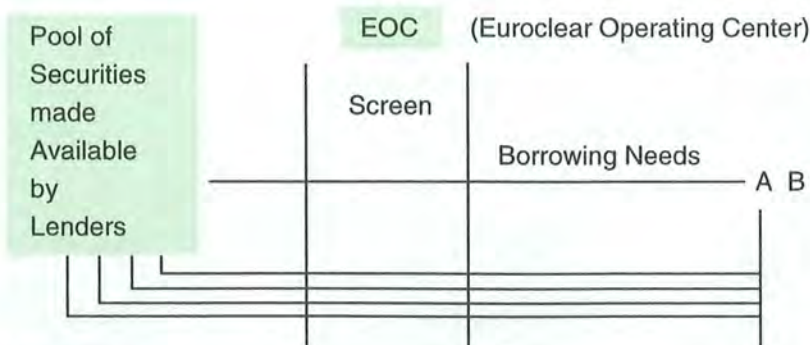 Pool of
Securities
made
Available
by
Lenders
EOC (Euroclear Operating Center)
Screen
Borrowing Needs
A B